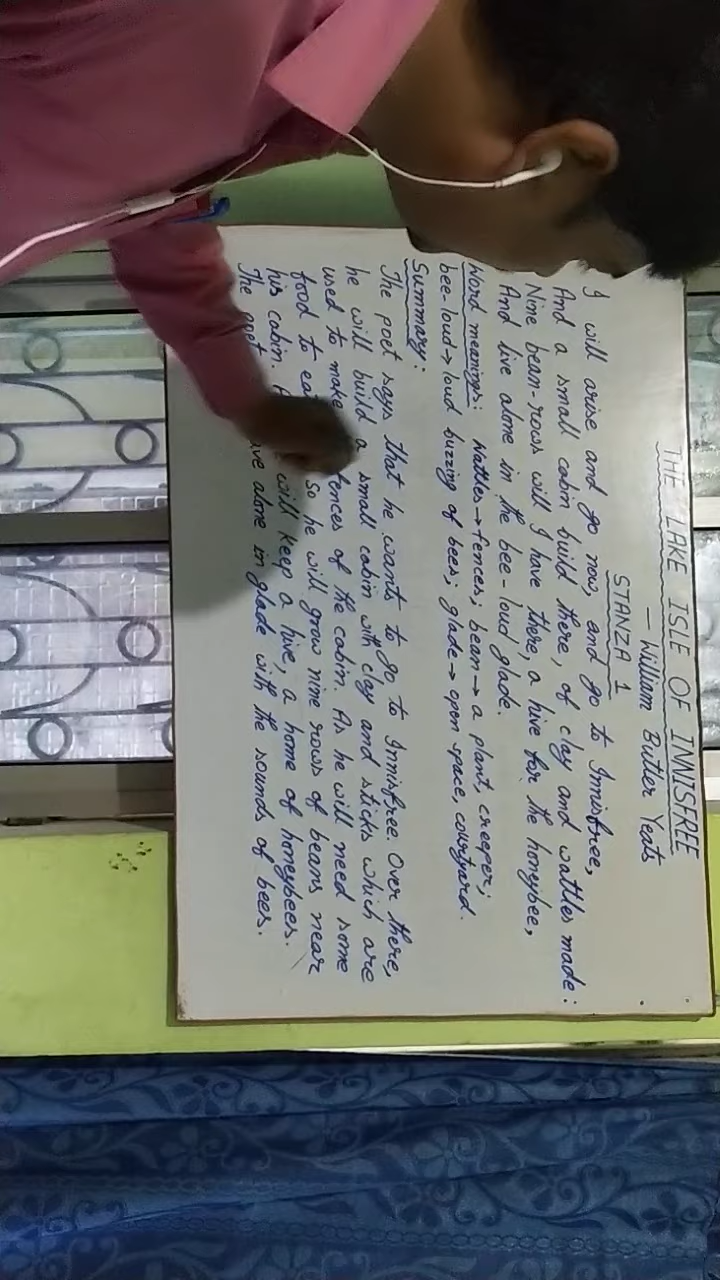 THE LAKE ISLE OF INNISFREE
— William Butler Yeats
STANZA 1
I will arise and go now, and go to Innisfree,
And a small cabin build there, of clay and wattles made:
Nine bean-rows will I have there, a hive for the honeybee,
And live alone in the bee-loud glade.
Word meanings: Wattles→fences; bean→a plant, creeper;
bee-loud→loud buzzing of bees; glade→open space, courtyard.
Summary:
The poet says that he wants to go to Innisfree. Over there,
he will build a small cabin with clay and sticks which are
used to make fences of the cabin. As he will need some
food to so he will grow nine rows of beans near
his cabin. will keep a hive, a home of honeybees.
The alone in glade with the sounds of bees.